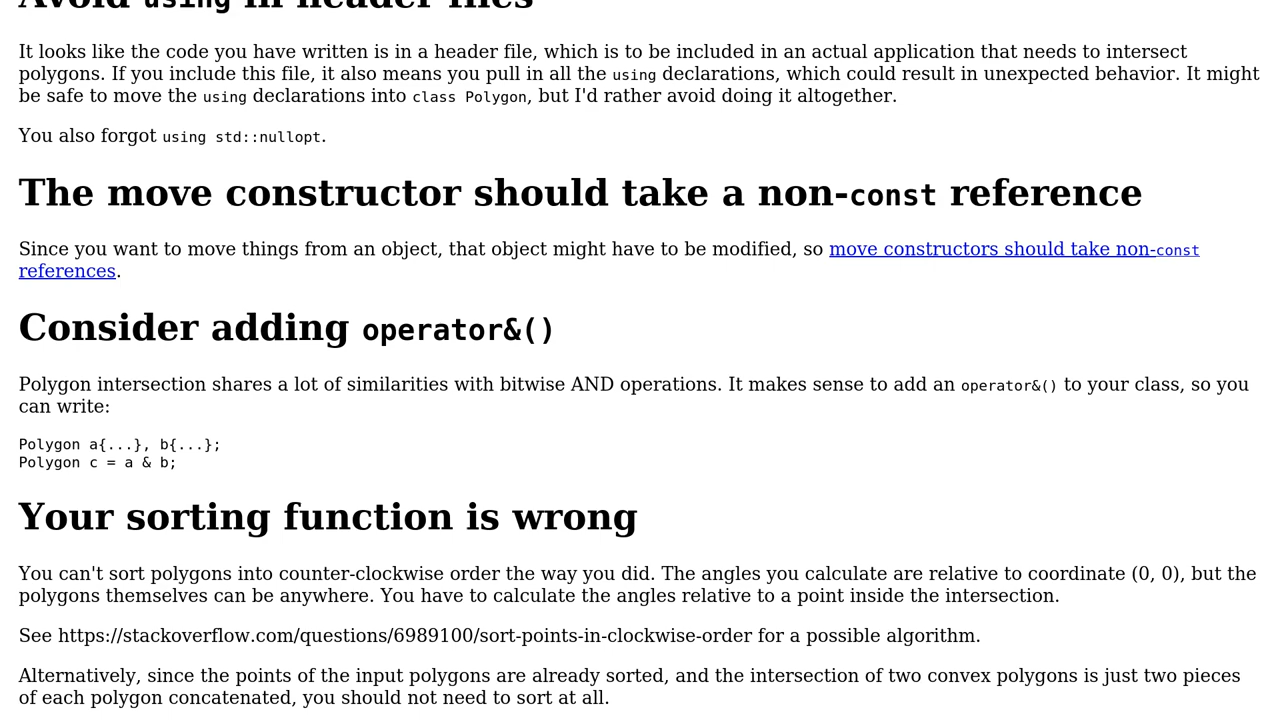 Avoid using in header files
It looks like the code you have written is in a header file, which is to be included in an actual application that needs to intersect
polygons. If you include this file, it also means you pull in all the using declarations, which could result in unexpected behavior. It might
be safe to move the using declarations into class Polygon, but I'd rather avoid doing it altogether.
You also forgot using std::nullopt.
The move constructor should take a non-const reference
Since you want to move things from an object, that object might have to be modified, so move constructors should take non-const
references.
Consider adding operator&()
Polygon intersection shares a lot of similarities with bitwise AND operations. It makes sense to add an operator&() to your class, so you
can write:
Polygon a{...}, b{...};
Polygon c = a & b;
Your sorting function is wrong
You can't sort polygons into counter-clockwise order the way you did. The angles you calculate are relative to coordinate (0, 0), but the
polygons themselves can be anywhere. You have to calculate the angles relative to a point inside the intersection.
See https://stackoverflow.com/questions/6989100/sort-points-in-clockwise-order for a possible algorithm.
Alternatively, since the points of the input polygons are already sorted, and the intersection of two convex polygons is just two pieces
of each polygon concatenated, you should not need to sort at all.